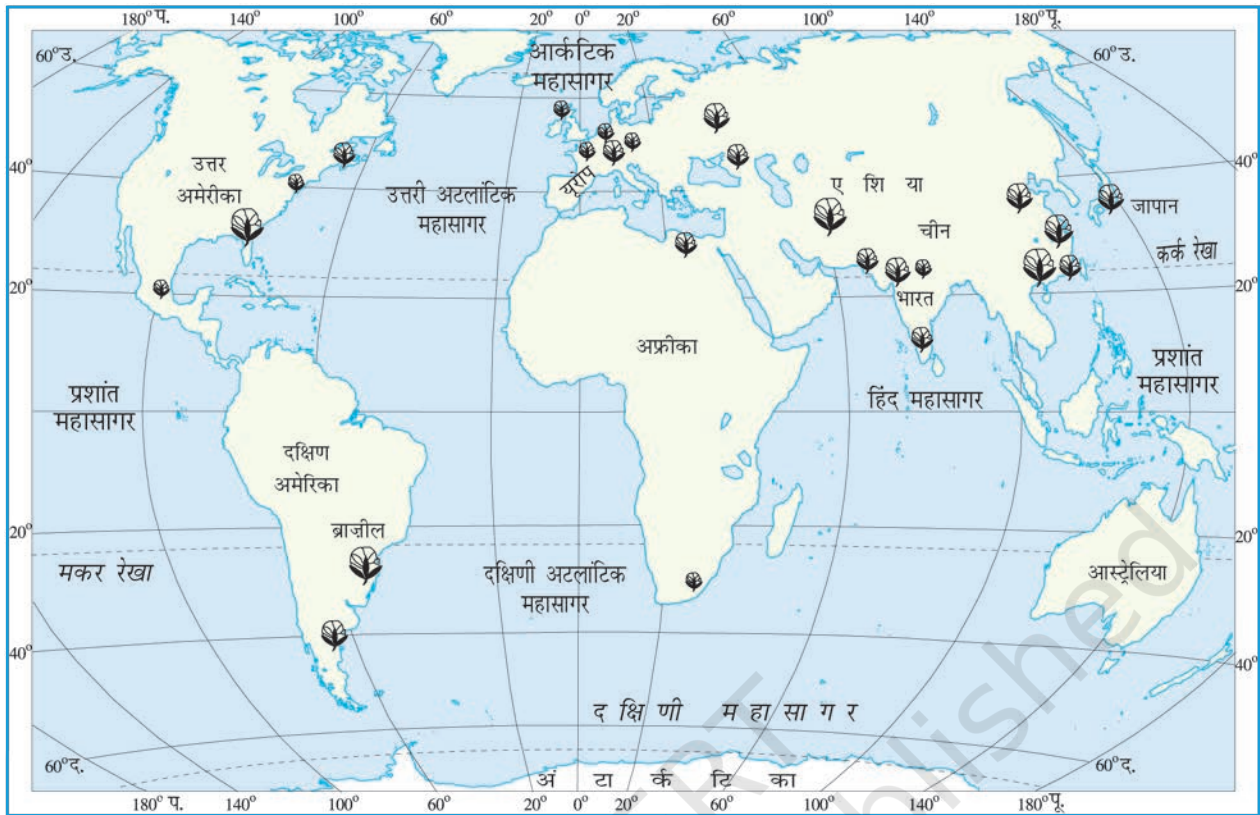 180° प. 140° 100° 60° 20° 0° 20° 60° 100° 140° 180° पू.
60° उ. 60° उ.
आर्कटिक
महासागर
40° 40°
उत्तर
अमेरीका
उत्तरी अटलांटिक
महासागर
यूरोप
ए शि या
जापान
चीन
कर्क रेखा
20° 20°
भारत
अफ्रीका
प्रशांत
महासागर
प्रशांत
महासागर
हिंद महासागर
दक्षिण
अमेरिका
ब्राज़ील
20° 20°
मकर रेखा
दक्षिणी अटलांटिक
महासागर
आस्ट्रेलिया
40° 40°
द क्षि णी म हा सा ग र
60° द. 60° द.
अं टा र्क टि का
180° प. 140° 100° 60° 20° 0° 20° 60° 100° 140° 180° पू.
RT
blished